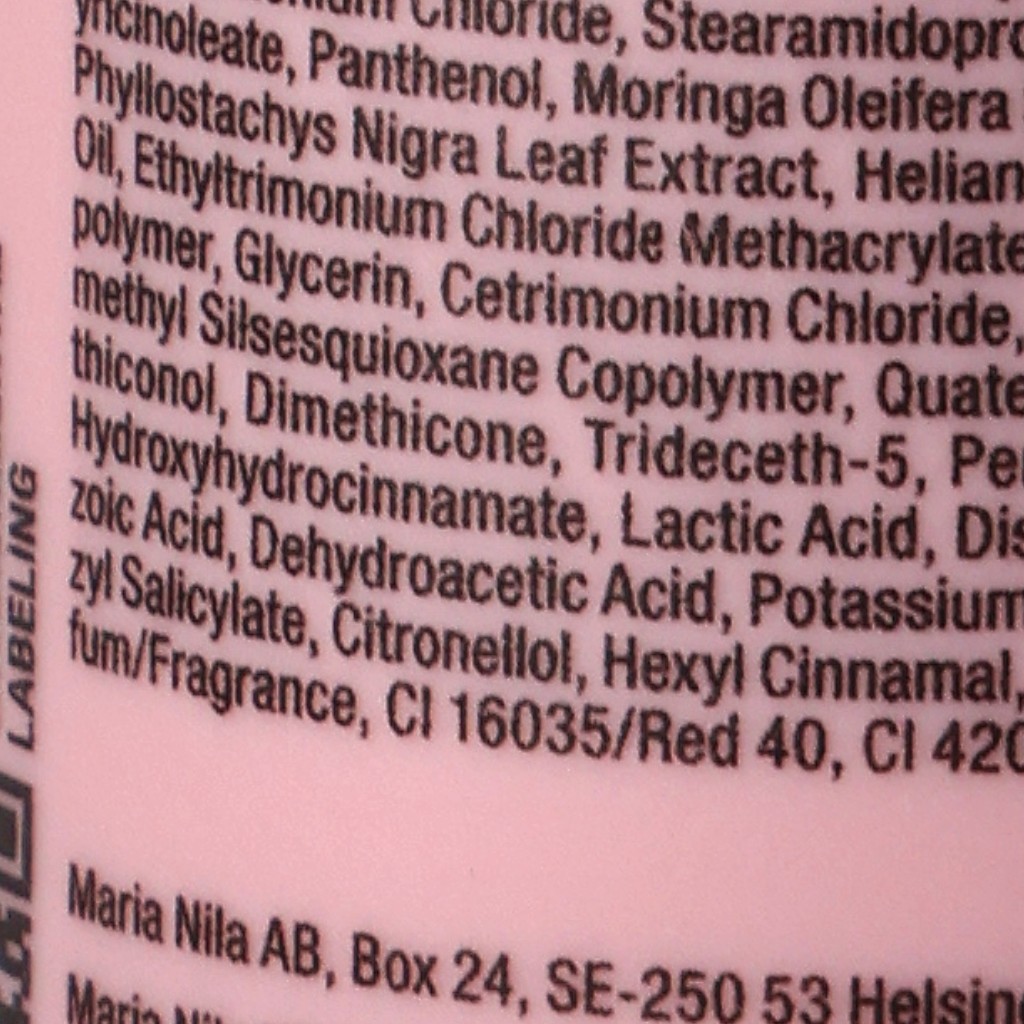 Chloride, Stearamidopro
yricinoleate, Panthenol, Moringa Oleifera
Phyllostachys Nigra Leaf Extract, Helian
Oil, Ethyltrimonium Chloride Methacrylate
polymer, Glycerin, Cetrimonium Chloride,
methyl Silsesquioxane Copolymer, Quate
thiconol, Dimethicone, Trideceth-5, Pe
Hydroxyhydrocinnamate, Lactic Acid, Dis
zoic Acid, Dehydroacetic Acid, Potassium
zyl Salicylate, Citronellol, Hexyl Cinnamal,
fum/Fragrance, CI 16035/Red 40, CI 420
Maria Nila AB, Box 24, SE-250 53 Helsing
Maria
LABELING